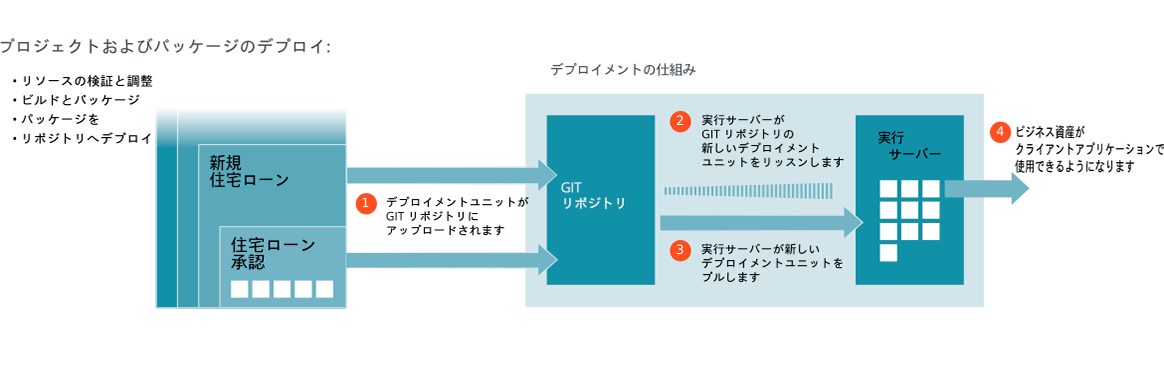 プロジェクトおよびパッケージのデプロイ:
・リソースの検証と調整
・ビルドとパッケージ
・パッケージを
・リポジトリへデプロイ
新規
住宅ローン
住宅ローン
承認
1
デプロイメントユニットが
GIT リポジトリに
アップロードされます
デプロイメントの仕組み
GIT
リポジトリ
2
実行サーバーが
GIT リポジトリの
新しいデプロイメント
ユニットをリッスンします
3
実行サーバーが新しい
デプロイメントユニットを
プルします
実行
サーバー
4
ビジネス資産が
クライアントアプリケーションで
使用できるようになります